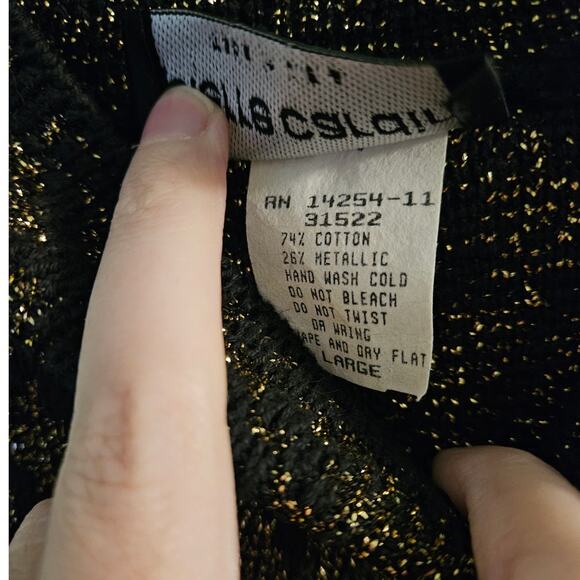 RN 14254-11
31522
74% COTTON
26% METALLIC
HAND WASH COLD
DO NOT BLEACH
DO NOT TWIST
OR WRING
APE AND DRY FLAT
LARGE